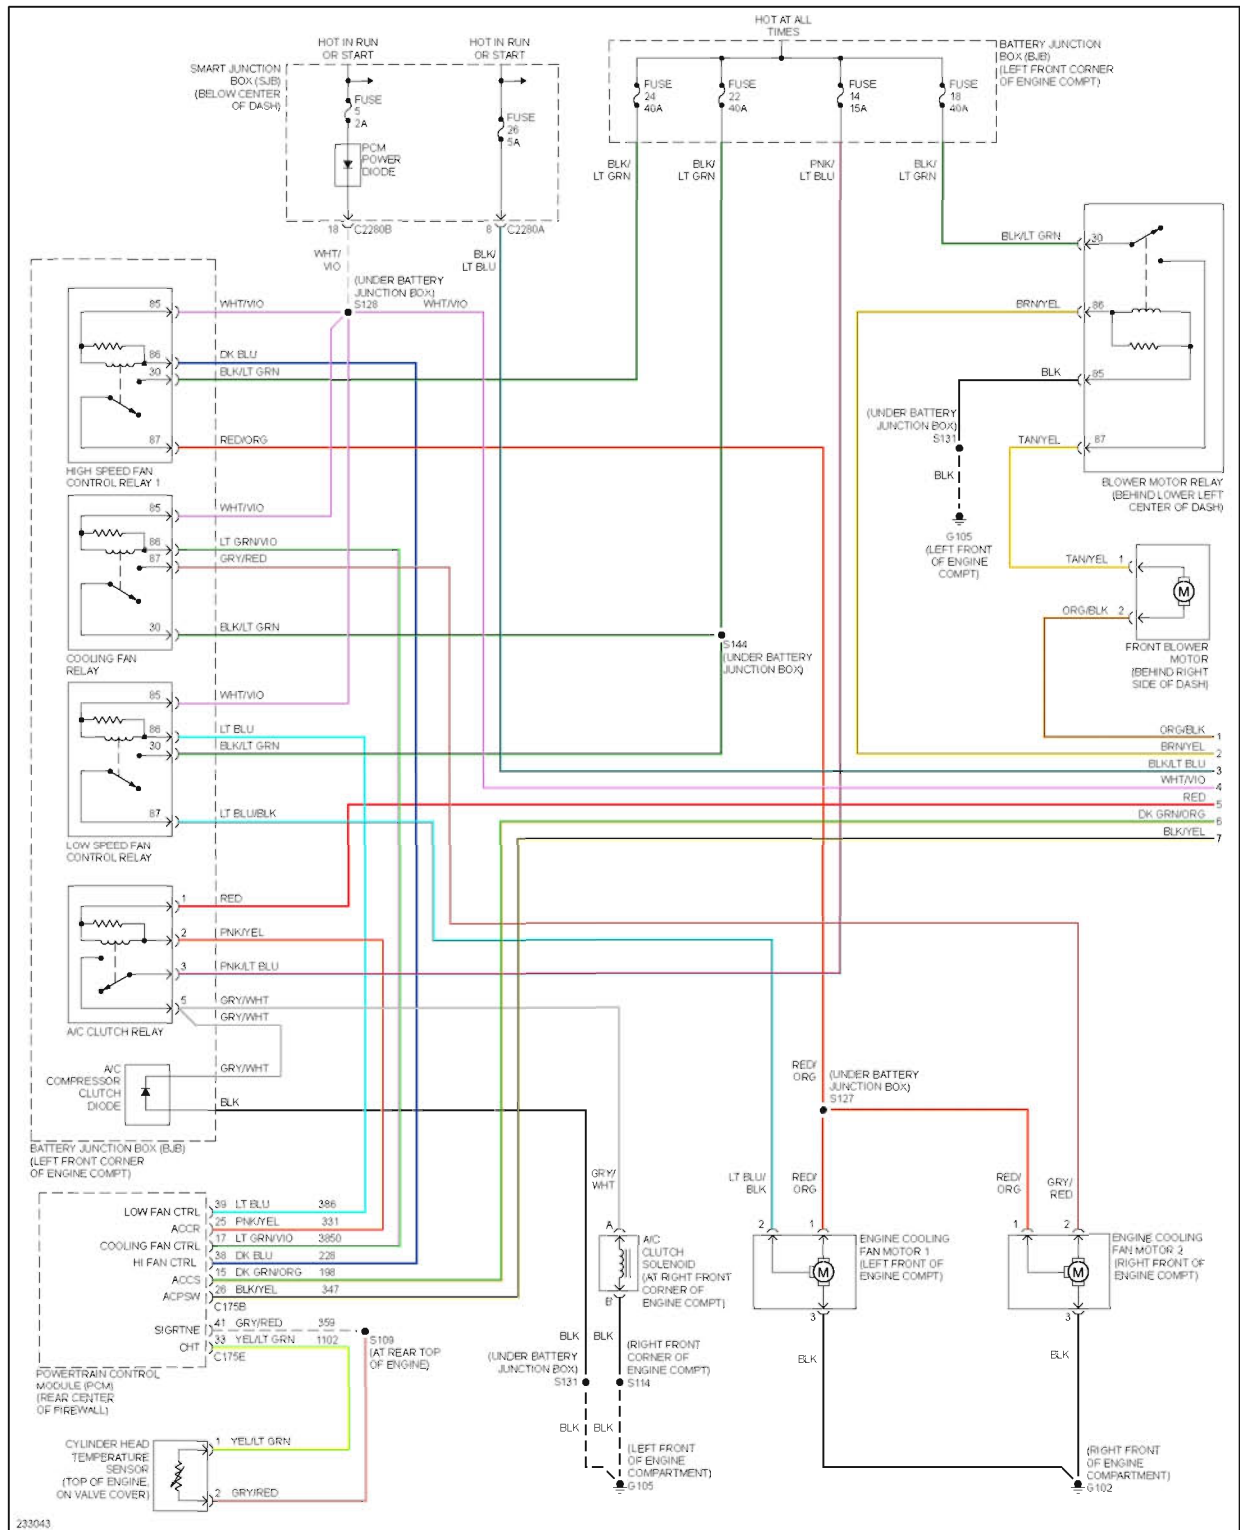 HOT AT ALL
TIMES
HOT IN RUN
OR START
HOT IN RUN
OR START
SMART JUNCTION
BOX (SJB)
(BELOW CENTER
OF DASH)
FUSE
5
2A
PCM
POWER
DIODE
FUSE
26
5A
FUSE
24
40A
FUSE
22
40A
FUSE
14
15A
FUSE
18
40A
BATTERY JUNCTION
BOX (BJB)
(LEFT FRONT CORNER
OF ENGINE COMPT)
18
C2280B
8
C2280A
WHT/
VIO
BLK/
LT BLU
BLK/
LT GRN
BLK/
LT GRN
PNK/
LT BLU
BLK/
LT GRN
(UNDER BATTERY
JUNCTION BOX)
S128
WHT/VIO
85
WHT/VIO
86
DK BLU
30
BLK/LT GRN
87
RED/ORG
HIGH SPEED FAN
CONTROL RELAY 1
85
WHT/VIO
86
LT GRN/VIO
87
GRY/RED
30
BLK/LT GRN
COOLING FAN
RELAY
S144
(UNDER BATTERY
JUNCTION BOX)
85
WHT/VIO
86
LT BLU
30
BLK/LT GRN
87
LT BLU/BLK
LOW SPEED FAN
CONTROL RELAY
BLK/LT GRN
30
BRN/YEL
86
BLK
85
TAN/YEL
87
(UNDER BATTERY
JUNCTION BOX)
S131
BLK
G105
(LEFT FRONT
OF ENGINE
COMPT)
BLOWER MOTOR RELAY
(BEHIND LOWER LEFT
CENTER OF DASH)
TAN/YEL
1
M
ORG/BLK
2
FRONT BLOWER
MOTOR
(BEHIND RIGHT
SIDE OF DASH)
ORG/BLK
1
BRN/YEL
2
BLK/LT BLU
3
WHT/VIO
4
RED
5
DK GRN/ORG
6
BLK/YEL
7
1
RED
2
PNK/YEL
3
PNK/LT BLU
5
GRY/WHT
GRY/WHT
A/C CLUTCH RELAY
A/C
COMPRESSOR
CLUTCH
DIODE
GRY/WHT
BLK
BATTERY JUNCTION BOX (BJB)
(LEFT FRONT CORNER
OF ENGINE COMPT)
RED/
ORG
(UNDER BATTERY
JUNCTION BOX)
S127
GRY/
WHT
LT BLU/
BLK
RED/
ORG
RED/
ORG
GRY/
RED
LOW FAN CTRL
39
LT BLU
386
ACCR
25
PNK/YEL
331
COOLING FAN CTRL
17
LT GRN/VIO
3850
HI FAN CTRL
38
DK BLU
228
ACCS
15
DK GRN/ORG
198
ACPSW
26
BLK/YEL
347
C175B
SIGRTNE
41
GRY/RED
359
CHT
33
YEL/LT GRN
1102
C175E
POWERTRAIN CONTROL
MODULE (PCM)
(REAR CENTER
OF FIREWALL)
S109
(AT REAR TOP
OF ENGINE)
A
A/C
CLUTCH
SOLENOID
(AT RIGHT FRONT
CORNER OF
ENGINE COMPT)
B
2
1
M
3
ENGINE COOLING
FAN MOTOR 1
(LEFT FRONT OF
ENGINE COMPT)
1
2
M
3
ENGINE COOLING
FAN MOTOR 2
(RIGHT FRONT OF
ENGINE COMPT)
BLK
BLK
(RIGHT FRONT
CORNER OF
ENGINE COMPT)
S114
(UNDER BATTERY
JUNCTION BOX)
S131
BLK
BLK
BLK
BLK
(LEFT FRONT
OF ENGINE
COMPARTMENT)
G105
(RIGHT FRONT
OF ENGINE
COMPARTMENT)
G102
CYLINDER HEAD
TEMPERATURE
SENSOR
(TOP OF ENGINE,
ON VALVE COVER)
1
YEL/LT GRN
2
GRY/RED
233043